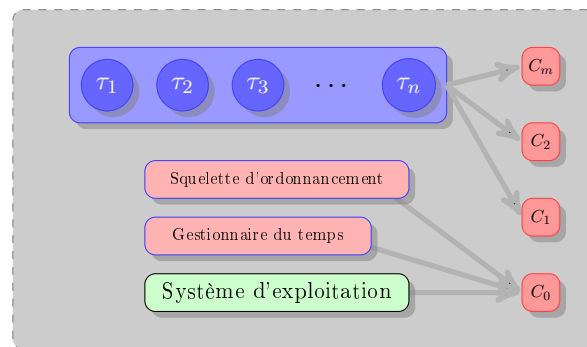 τ₁ τ₂ τ₃ ⋯ τₙ
Cₘ
C₂
Squelette d'ordonnancement
C₁
Gestionnaire du temps
Système d'exploitation
C₀